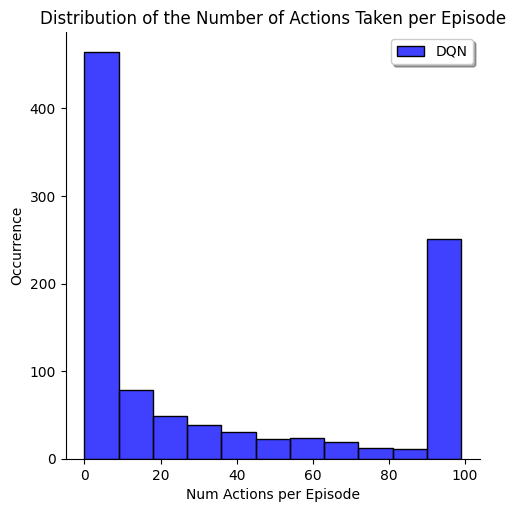 Distribution of the Number of Actions Taken per Episode
DQN
Occurrence
400
300
200
100
0
0 20 40 60 80 100
Num Actions per Episode